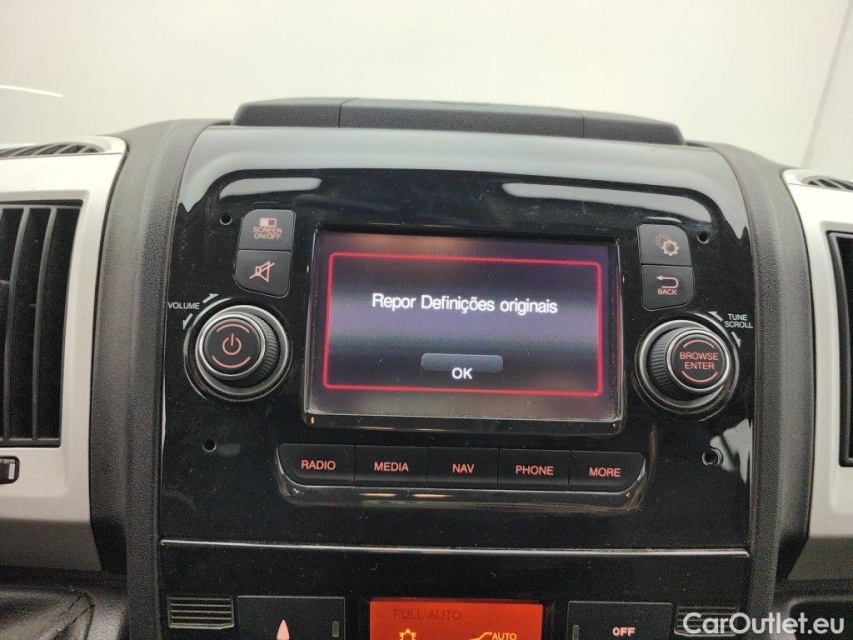 SCREEN
ON/OFF
VOLUME
BACK
TUNE
SCROLL
Repor Definições originais
OK
BROWSE
ENTER
RADIO MEDIA NAV PHONE MORE
FULL AUTO
AUTO
OFF
CarOutlet.eu